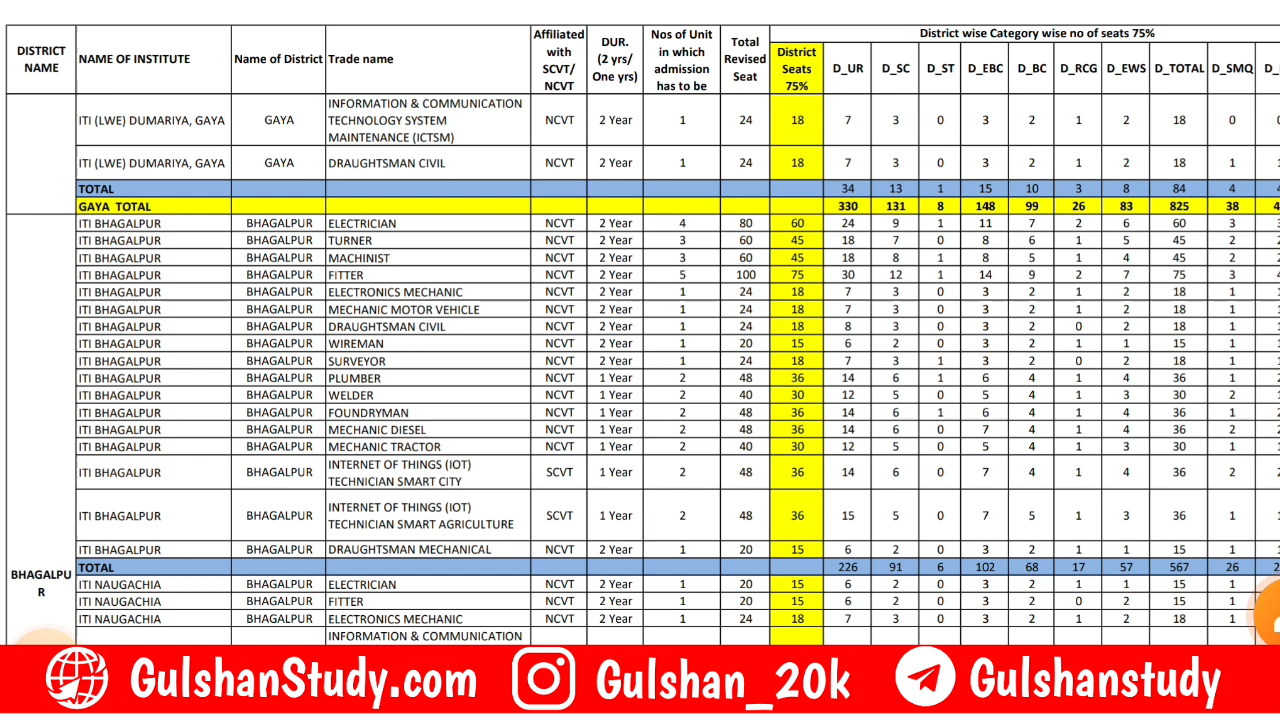 DISTRICT NAME | NAME OF INSTITUTE | Name of District | Trade name | Affiliated with SCVT/ NCVT | DUR. (2 yrs/ One yrs) | Nos of Unit in which admission has to be | Total Revised Seat | District wise Category wise no of seats 75%
District Seats 75% | D_UR | D_SC | D_ST | D_EBC | D_BC | D_RCG | D_EWS | D_TOTAL | D_SMQ
ITI (LWE) DUMARIYA, GAYA | GAYA | INFORMATION & COMMUNICATION TECHNOLOGY SYSTEM MAINTENANCE (ICTSM) | NCVT | 2 Year | 1 | 24 | 18 | 7 | 3 | 0 | 3 | 2 | 1 | 2 | 18 | 0
ITI (LWE) DUMARIYA, GAYA | GAYA | DRAUGHTSMAN CIVIL | NCVT | 2 Year | 1 | 24 | 18 | 7 | 3 | 0 | 3 | 2 | 1 | 2 | 18 | 1
TOTAL | 34 | 13 | 1 | 15 | 10 | 3 | 8 | 84 | 4
GAYA TOTAL | 330 | 131 | 8 | 148 | 99 | 26 | 83 | 825 | 38
ITI BHAGALPUR | BHAGALPUR | ELECTRICIAN | NCVT | 2 Year | 4 | 80 | 60 | 24 | 9 | 1 | 11 | 7 | 2 | 6 | 60 | 3
ITI BHAGALPUR | BHAGALPUR | TURNER | NCVT | 2 Year | 3 | 60 | 45 | 18 | 7 | 0 | 8 | 6 | 1 | 5 | 45 | 2
ITI BHAGALPUR | BHAGALPUR | MACHINIST | NCVT | 2 Year | 3 | 60 | 45 | 18 | 8 | 1 | 8 | 5 | 1 | 4 | 45 | 2
ITI BHAGALPUR | BHAGALPUR | FITTER | NCVT | 2 Year | 5 | 100 | 75 | 30 | 12 | 1 | 14 | 9 | 2 | 7 | 75 | 3
ITI BHAGALPUR | BHAGALPUR | ELECTRONICS MECHANIC | NCVT | 2 Year | 1 | 24 | 18 | 7 | 3 | 0 | 3 | 2 | 1 | 2 | 18 | 1
ITI BHAGALPUR | BHAGALPUR | MECHANIC MOTOR VEHICLE | NCVT | 2 Year | 1 | 24 | 18 | 7 | 3 | 0 | 3 | 2 | 1 | 2 | 18 | 1
ITI BHAGALPUR | BHAGALPUR | DRAUGHTSMAN CIVIL | NCVT | 2 Year | 1 | 24 | 18 | 8 | 3 | 0 | 3 | 2 | 0 | 2 | 18 | 1
ITI BHAGALPUR | BHAGALPUR | WIREMAN | NCVT | 2 Year | 1 | 20 | 15 | 6 | 2 | 0 | 3 | 2 | 1 | 1 | 15 | 1
ITI BHAGALPUR | BHAGALPUR | SURVEYOR | NCVT | 2 Year | 1 | 24 | 18 | 7 | 3 | 1 | 3 | 2 | 0 | 2 | 18 | 1
ITI BHAGALPUR | BHAGALPUR | PLUMBER | NCVT | 1 Year | 2 | 48 | 36 | 14 | 6 | 1 | 6 | 4 | 1 | 4 | 36 | 1
ITI BHAGALPUR | BHAGALPUR | WELDER | NCVT | 1 Year | 2 | 40 | 30 | 12 | 5 | 0 | 5 | 4 | 1 | 3 | 30 | 2
ITI BHAGALPUR | BHAGALPUR | FOUNDRYMAN | NCVT | 1 Year | 2 | 48 | 36 | 14 | 6 | 1 | 6 | 4 | 1 | 4 | 36 | 1
ITI BHAGALPUR | BHAGALPUR | MECHANIC DIESEL | NCVT | 1 Year | 2 | 48 | 36 | 14 | 6 | 0 | 7 | 4 | 1 | 4 | 36 | 2
ITI BHAGALPUR | BHAGALPUR | MECHANIC TRACTOR | NCVT | 1 Year | 2 | 40 | 30 | 12 | 5 | 0 | 5 | 4 | 1 | 3 | 30 | 1
ITI BHAGALPUR | BHAGALPUR | INTERNET OF THINGS (IOT) TECHNICIAN SMART CITY | SCVT | 1 Year | 2 | 48 | 36 | 14 | 6 | 0 | 7 | 4 | 1 | 4 | 36 | 2
ITI BHAGALPUR | BHAGALPUR | INTERNET OF THINGS (IOT) TECHNICIAN SMART AGRICULTURE | SCVT | 1 Year | 2 | 48 | 36 | 15 | 5 | 0 | 7 | 5 | 1 | 3 | 36 | 1
ITI BHAGALPUR | BHAGALPUR | DRAUGHTSMAN MECHANICAL | NCVT | 2 Year | 1 | 20 | 15 | 6 | 2 | 0 | 3 | 2 | 1 | 1 | 15 | 1
BHAGALPUR | TOTAL | 226 | 91 | 6 | 102 | 68 | 17 | 57 | 567 | 26
ITI NAUGACHIA | BHAGALPUR | ELECTRICIAN | NCVT | 2 Year | 1 | 20 | 15 | 6 | 2 | 0 | 3 | 2 | 1 | 1 | 15 | 1
ITI NAUGACHIA | BHAGALPUR | FITTER | NCVT | 2 Year | 1 | 20 | 15 | 6 | 2 | 0 | 3 | 2 | 0 | 2 | 15 | 1
ITI NAUGACHIA | BHAGALPUR | ELECTRONICS MECHANIC | NCVT | 2 Year | 1 | 24 | 18 | 7 | 3 | 0 | 3 | 2 | 1 | 2 | 18 | 1
INFORMATION & COMMUNICATION
GulshanStudy.com
Gulshan_20k
Gulshanstudy